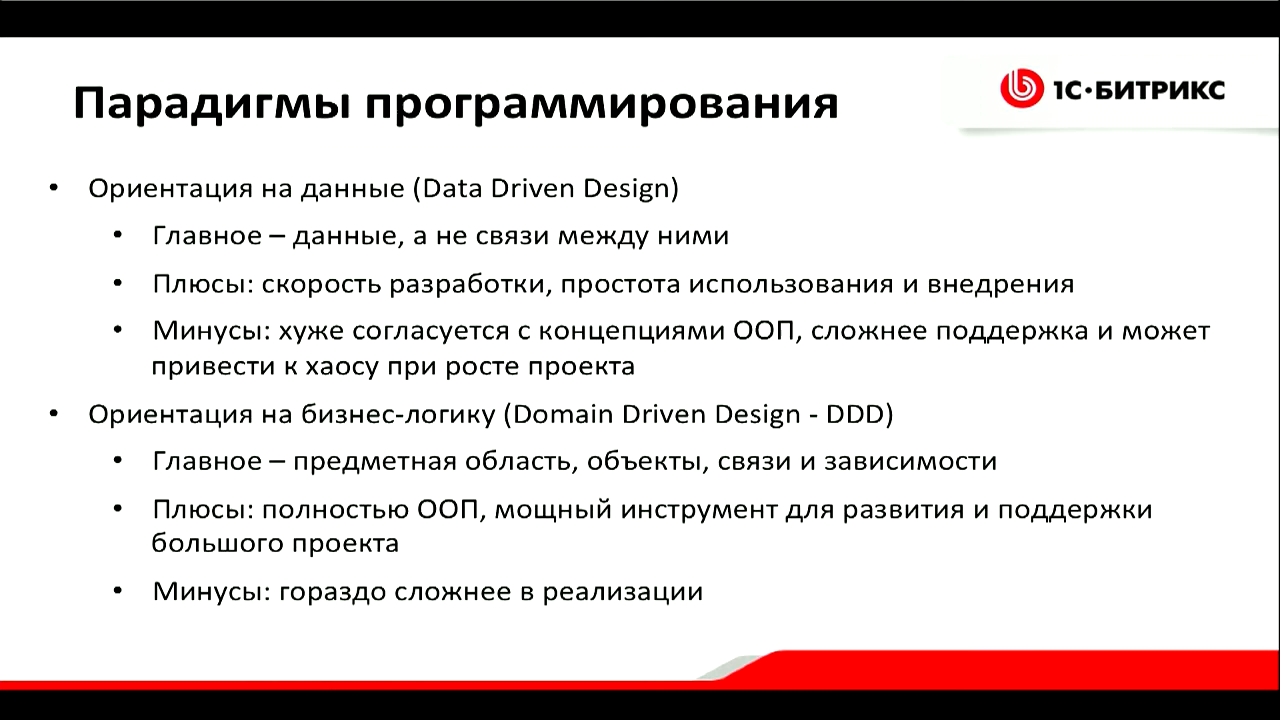 Парадигмы программирования
1С·БИТРИКС
• Ориентация на данные (Data Driven Design)
• Главное – данные, а не связи между ними
• Плюсы: скорость разработки, простота использования и внедрения
• Минусы: хуже согласуется с концепциями ООП, сложнее поддержка и может
привести к хаосу при росте проекта
• Ориентация на бизнес-логику (Domain Driven Design - DDD)
• Главное – предметная область, объекты, связи и зависимости
• Плюсы: полностью ООП, мощный инструмент для развития и поддержки
большого проекта
• Минусы: гораздо сложнее в реализации